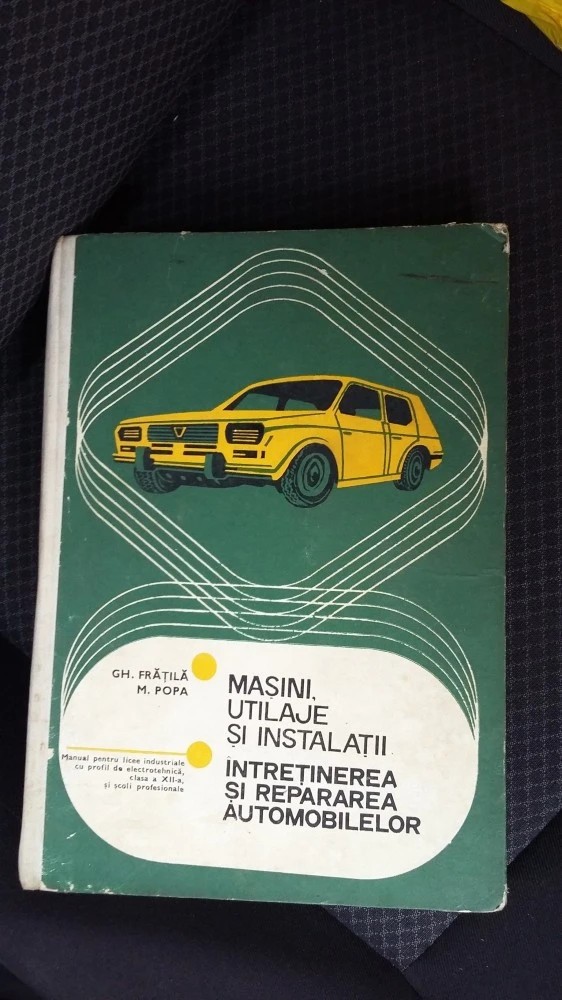 GH. FRĂȚILĂ
M. POPA
MAȘINI,
UTILAJE
ȘI INSTALAȚII
Manual pentru licee industriale
cu profil de electrotehnică,
clasa a XII-a,
și școli profesionale
ÎNTREȚINEREA
ȘI REPARAREA
AUTOMOBILELOR